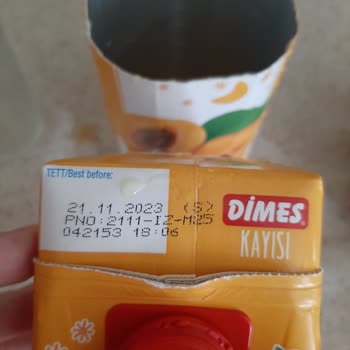 TETT/Best before:
21.11.2023 (S)
PNO:2111-IZ-M25
042153 18:06
DİMES
KAYISI